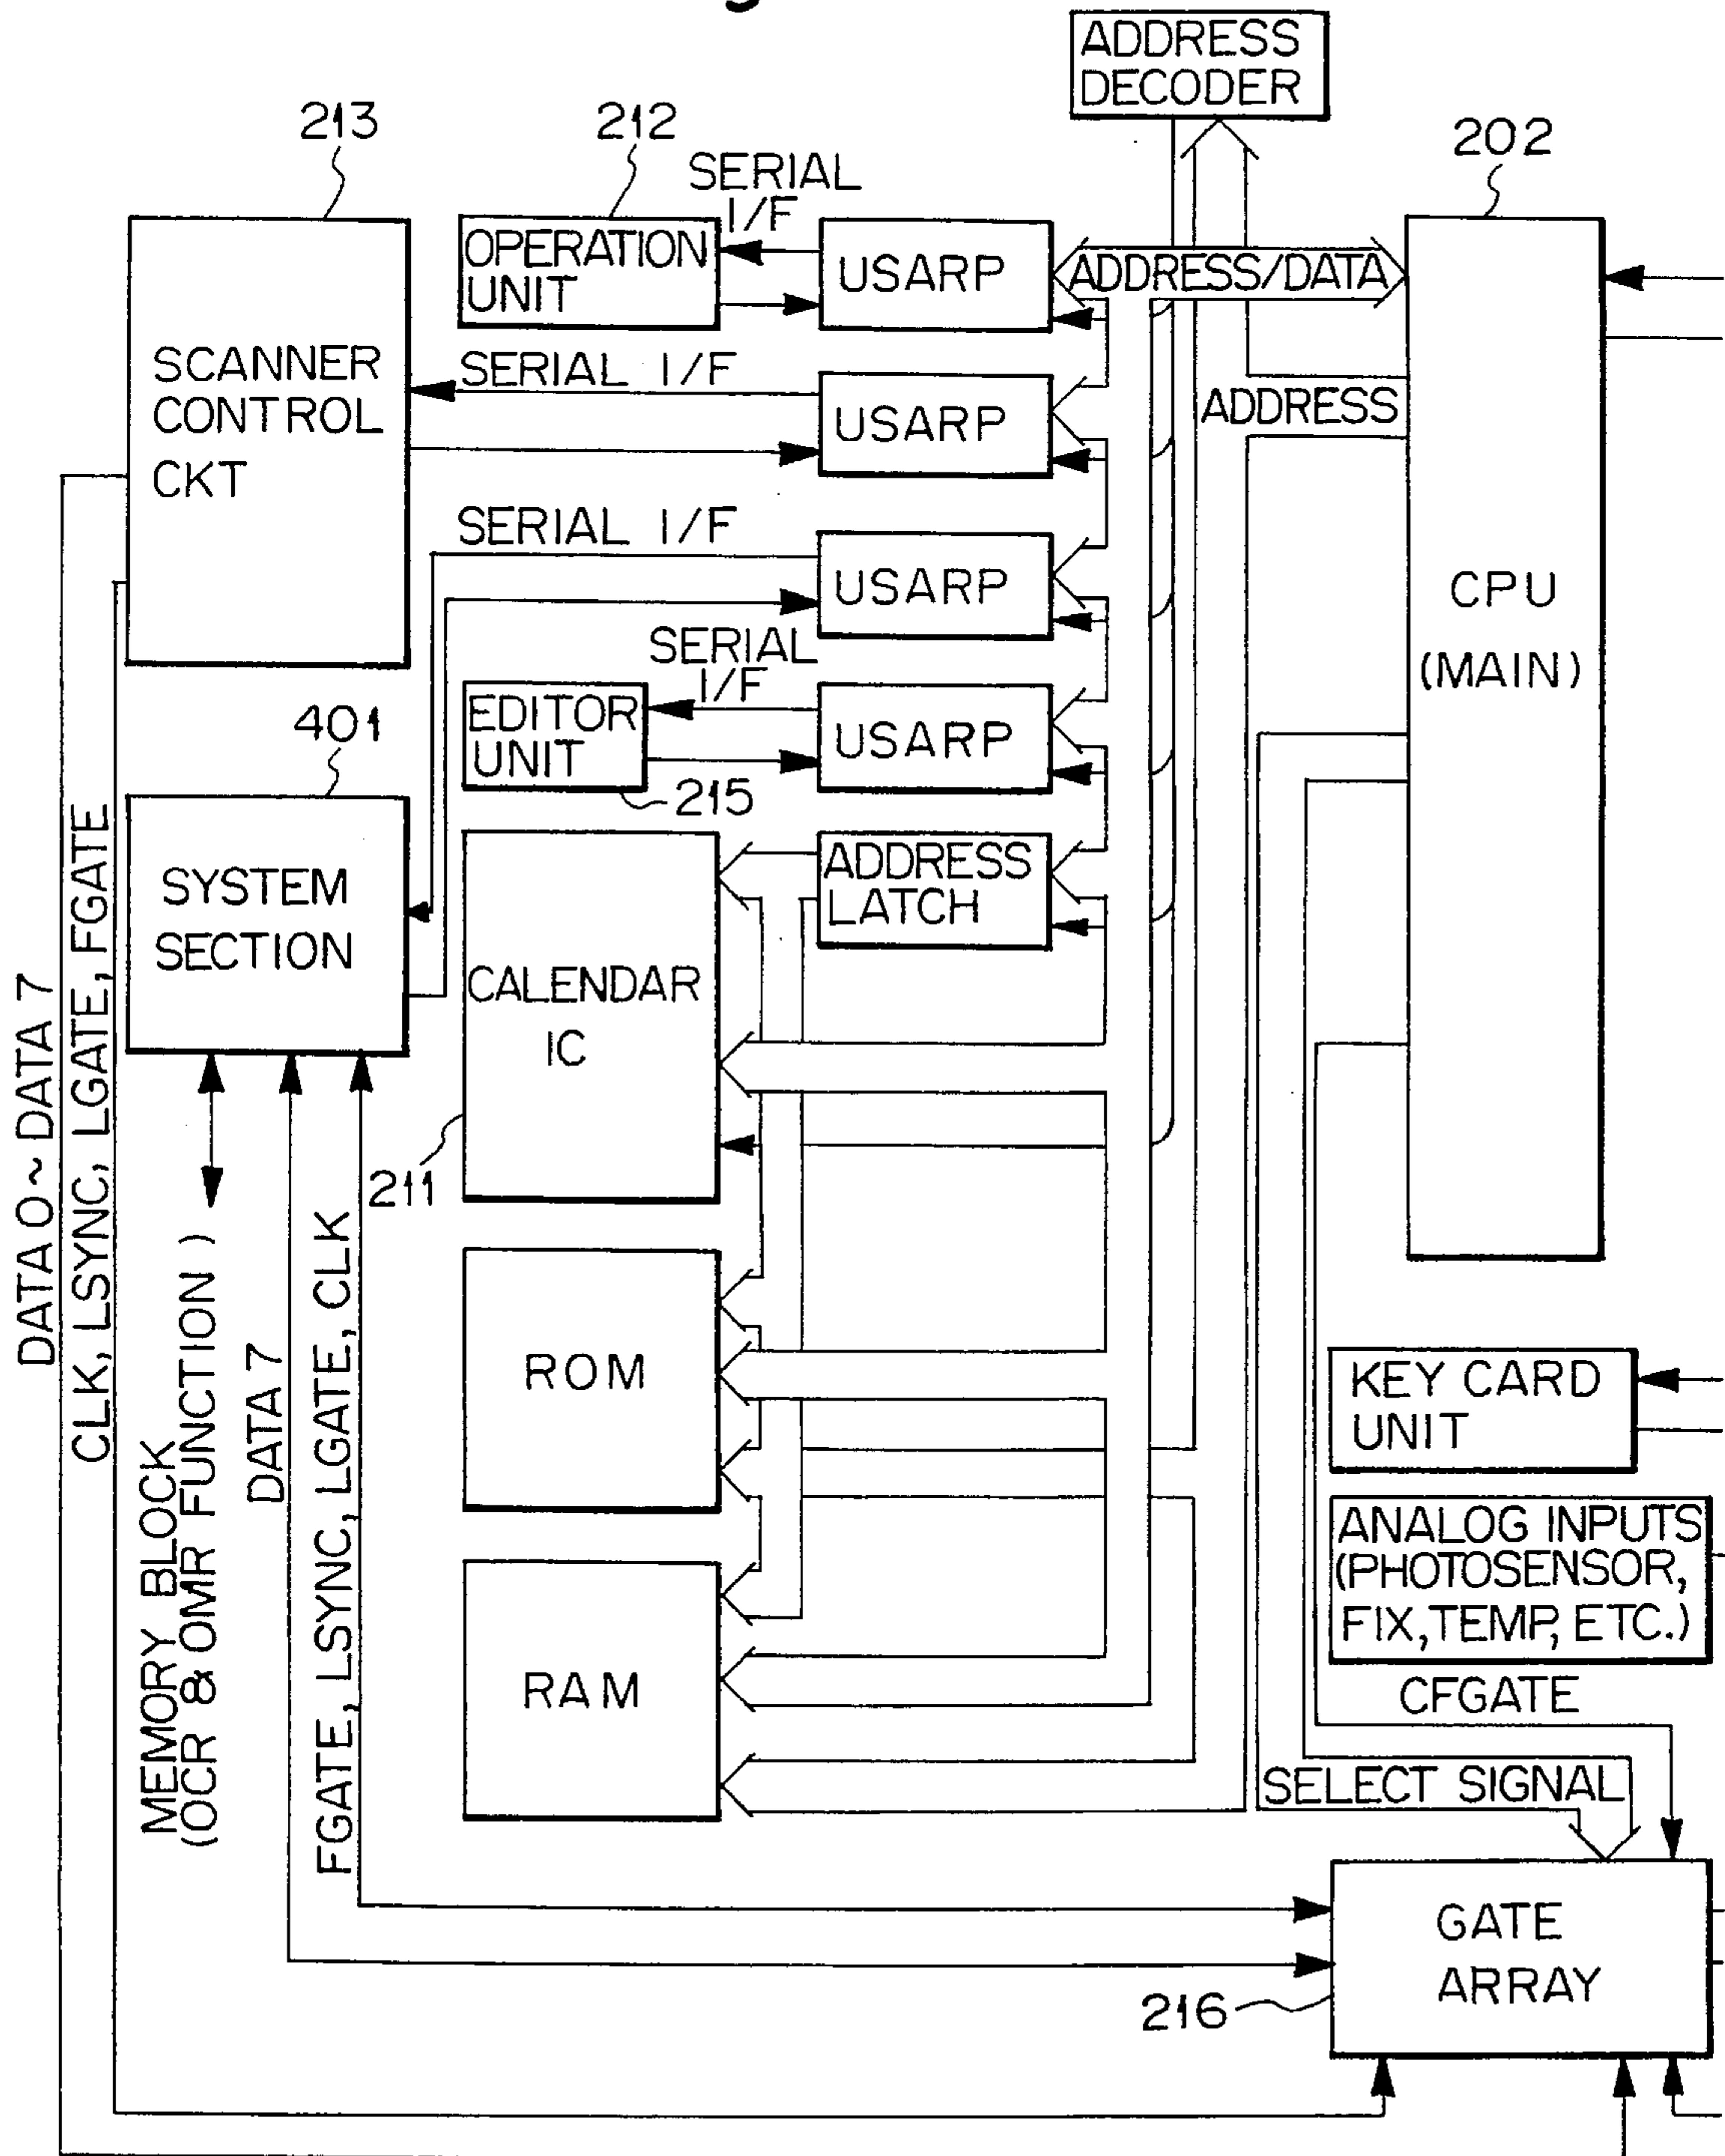 g
ADDRESS
DECODER
213
212
202
SERIAL
I/F
OPERATION
UNIT
USARP
ADDRESS/DATA
SCANNER
CONTROL
CKT
SERIAL I/F
USARP
ADDRESS
SERIAL I/F
USARP
CPU
(MAIN)
SERIAL
I/F
EDITOR
UNIT
USARP
215
401
SYSTEM
SECTION
ADDRESS
LATCH
CALENDAR
IC
211
DATA 0~DATA 7
CLK, LSYNC, LGATE, FGATE
MEMORY BLOCK
(OCR & OMR FUNCTION )
DATA 7
FGATE, LSYNC, LGATE, CLK
ROM
RAM
KEY CARD
UNIT
ANALOG INPUTS
(PHOTOSENSOR,
FIX,TEMP, ETC.)
CFGATE
SELECT SIGNAL
GATE
ARRAY
216